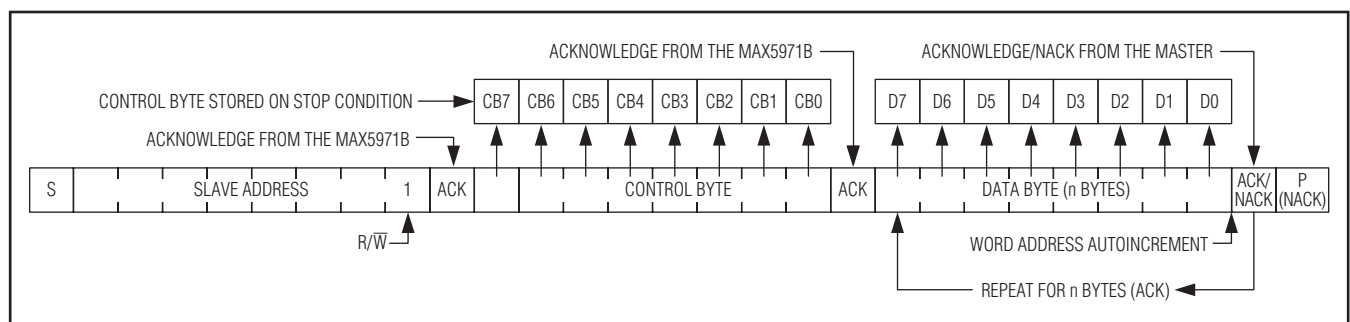 ACKNOWLEDGE FROM THE MAX5971B
ACKNOWLEDGE/NACK FROM THE MASTER
CONTROL BYTE STORED ON STOP CONDITION
CB7 CB6 CB5 CB4 CB3 CB2 CB1 CB0
D7 D6 D5 D4 D3 D2 D1 D0
ACKNOWLEDGE FROM THE MAX5971B
S SLAVE ADDRESS 1 ACK CONTROL BYTE ACK DATA BYTE (n BYTES) ACK/
NACK P
(NACK)
R/W̅
WORD ADDRESS AUTOINCREMENT
REPEAT FOR n BYTES (ACK)